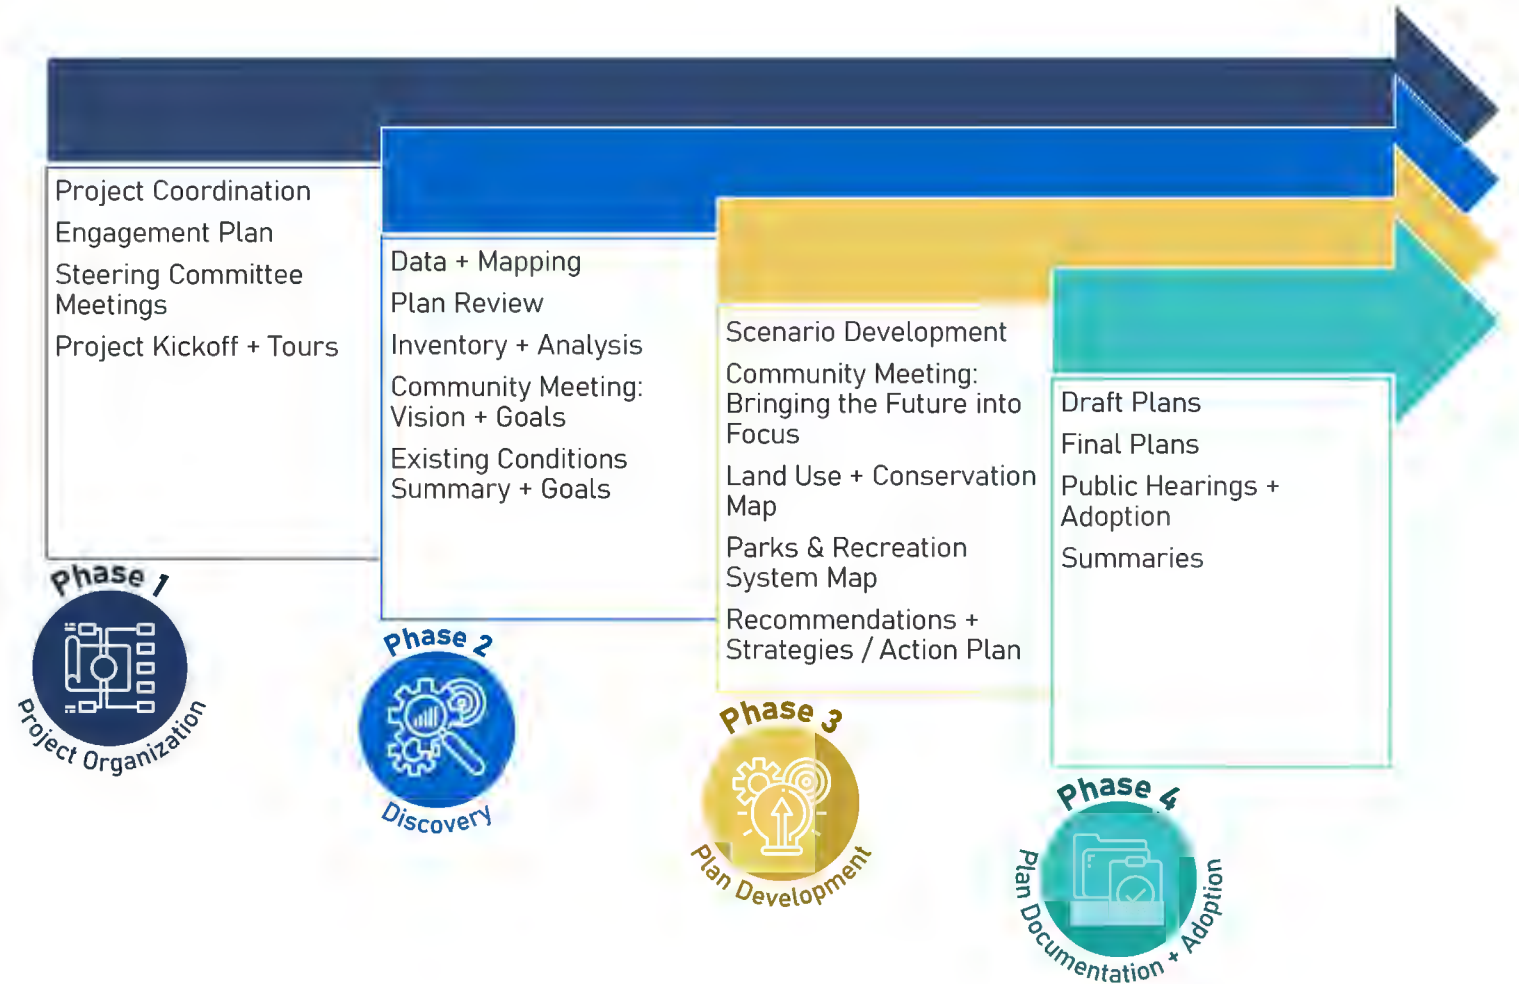 Project Coordination
Engagement Plan
Steering Committee
Meetings
Project Kickoff + Tours
Phase 1
Project Organization
Data + Mapping
Plan Review
Inventory + Analysis
Community Meeting:
Vision + Goals
Existing Conditions
Summary + Goals
Phase 2
Discovery
Scenario Development
Community Meeting:
Bringing the Future into
Focus
Land Use + Conservation
Map
Parks & Recreation
System Map
Recommendations +
Strategies / Action Plan
Phase 3
Plan Development
Draft Plans
Final Plans
Public Hearings +
Adoption
Summaries
Phase 4
Plan Documentation + Adoption